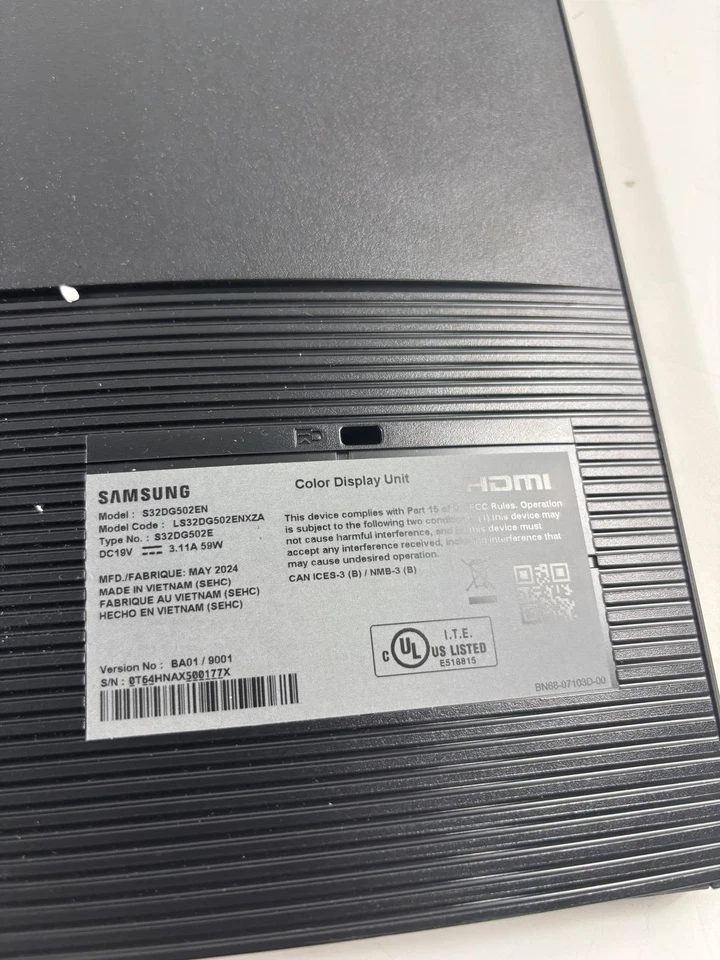 SAMSUNG
Model : S32DG502EN
Model Code : LS32DG502ENXZA
Type No. : S32DG502E
DC19V 3.11A 59W
MFD./FABRIQUE: MAY 2024
MADE IN VIETNAM (SEHC)
FABRIQUE AU VIETNAM (SEHC)
HECHO EN VIETNAM (SEHC)
Version No : BA01 / 9001
S/N : 0T64HNAX500177X
Color Display Unit
HDMI
This device complies with Part 15 of FCC Rules. Operation
is subject to the following two (1) this device may
not cause harmful interference, and this device must
accept any interference received, interference that
may cause undesired operation.
CAN ICES-3 (B) / NMB-3 (B)
C UL US LISTED
I.T.E.
E518815
BN68-07103D-00